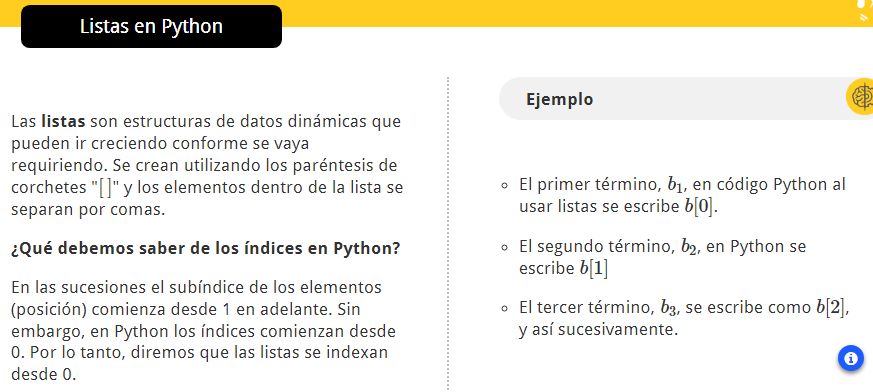 Listas en Python
Las listas son estructuras de datos dinámicas que
pueden ir creciendo conforme se vaya
requiriendo. Se crean utilizando los paréntesis de
corchetes "[ ]" y los elementos dentro de la lista se
separan por comas.
¿Qué debemos saber de los índices en Python?
En las sucesiones el subíndice de los elementos
(posición) comienza desde 1 en adelante. Sin
embargo, en Python los índices comienzan desde
0. Por lo tanto, diremos que las listas se indexan
desde 0.
Ejemplo
El primer término, b₁, en código Python al
usar listas se escribe b[0].
El segundo término, b₂, en Python se
escribe b[1]
El tercer término, b₃, se escribe como b[2],
y así sucesivamente.